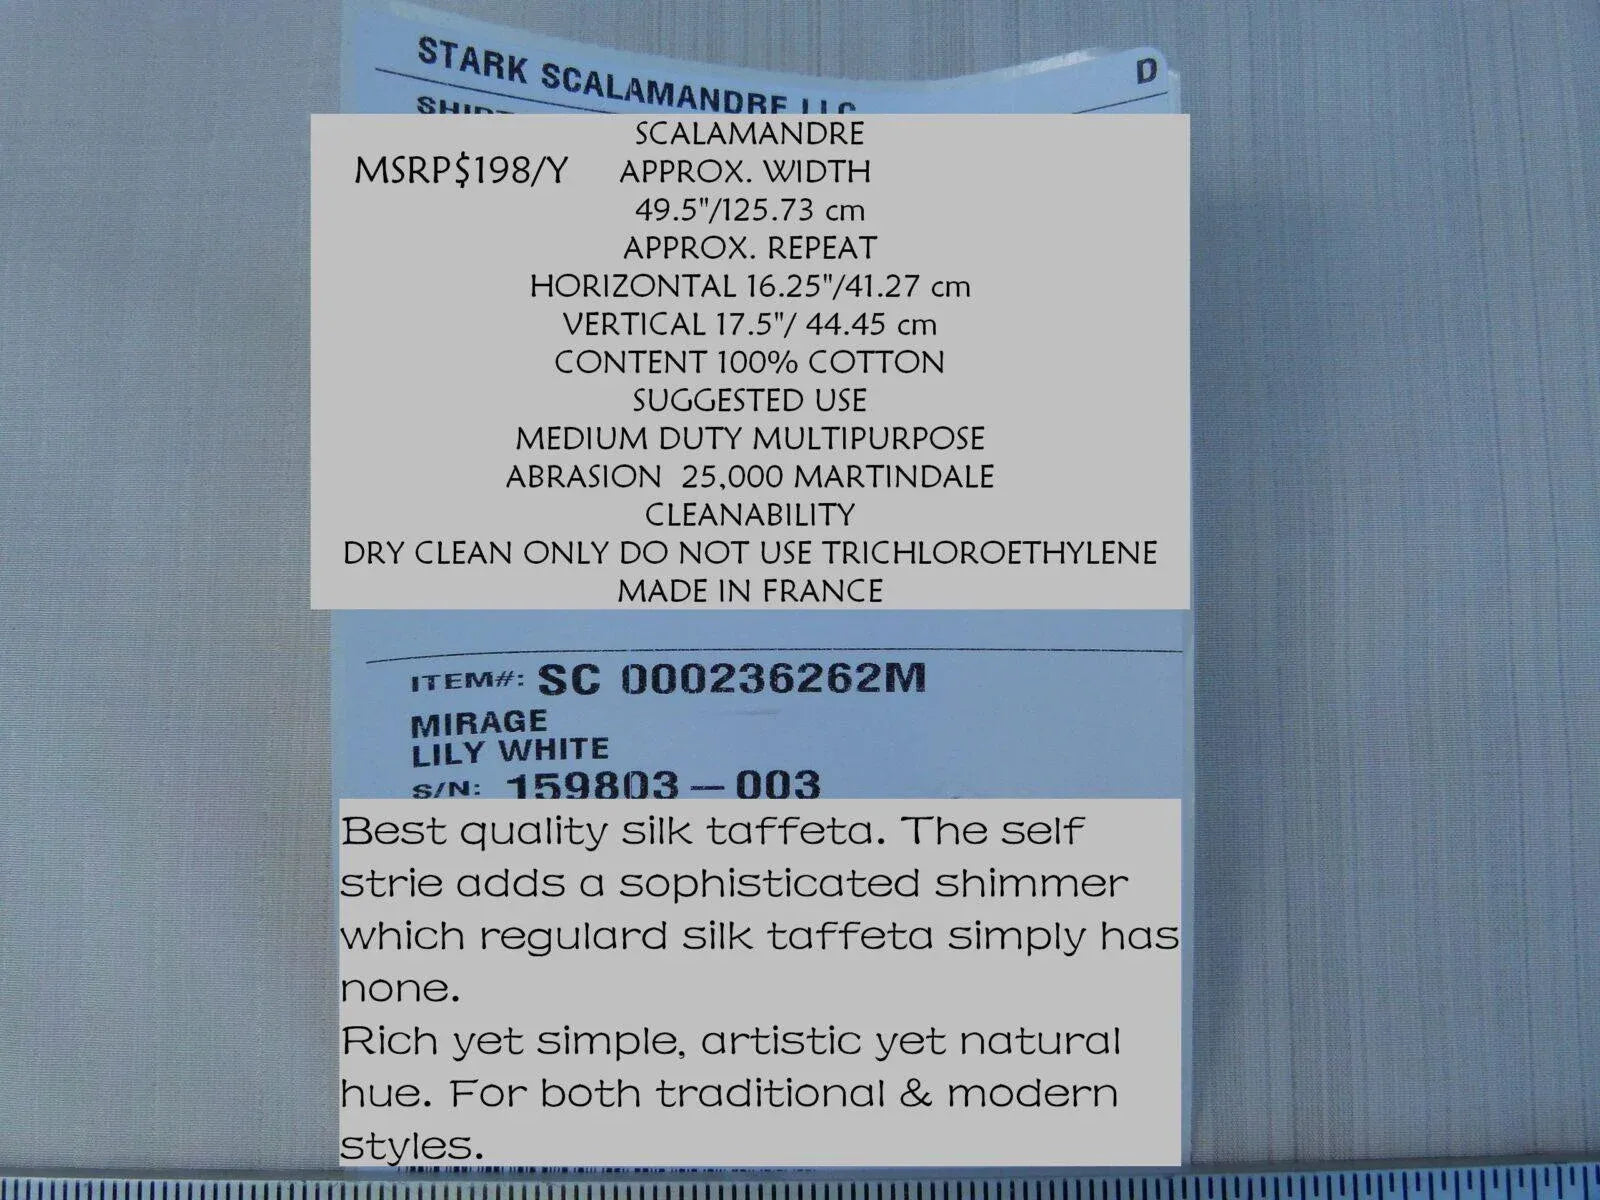 STARK SCALAMANDRE LLC
D
SCALAMANDRE
MSRP$198/Y APPROX. WIDTH
49.5"/125.73 cm
APPROX. REPEAT
HORIZONTAL 16.25"/41.27 cm
VERTICAL 17.5"/ 44.45 cm
CONTENT 100% COTTON
SUGGESTED USE
MEDIUM DUTY MULTIPURPOSE
ABRASION 25,000 MARTINDALE
CLEANABILITY
DRY CLEAN ONLY DO NOT USE TRICHLOROETHYLENE
MADE IN FRANCE
ITEM#: SC 000236262M
MIRAGE
LILY WHITE
S/N: 159803-003
Best quality silk taffeta. The self
strie adds a sophisticated shimmer
which regulard silk taffeta simply has
none.
Rich yet simple, artistic yet natural
hue. For both traditional & modern
styles.